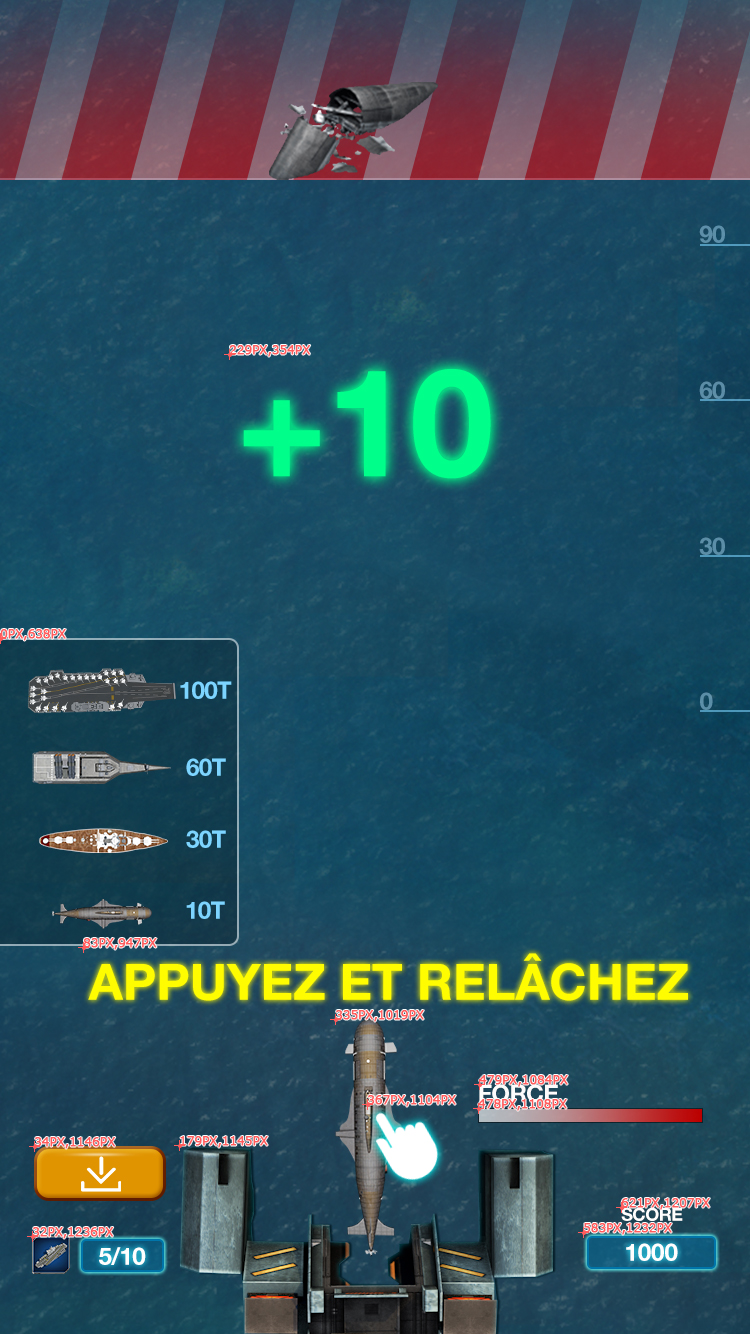 90
229PX,354PX
60
+10
30
0PX,638PX
100T
0
60T
30T
10T
83PX,947PX
APPUYEZ ET RELÂCHEZ
335PX,1019PX
479PX,1084PX
FORCE
367PX,1104PX
478PX,1108PX
34PX,1146PX
179PX,1145PX
621PX,1207PX
SCORE
583PX,1232PX
32PX,1236PX
5/10
1000